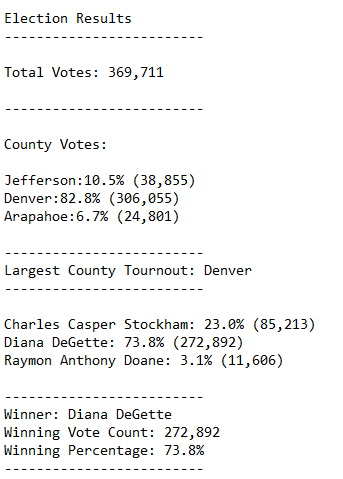 Election Results
-------------------------
Total Votes: 369,711
-------------------------
County Votes:
Jefferson:10.5% (38,855)
Denver:82.8% (306,055)
Arapahoe:6.7% (24,801)
-------------------------
Largest County Tournout: Denver
-------------------------
Charles Casper Stockham: 23.0% (85,213)
Diana DeGette: 73.8% (272,892)
Raymon Anthony Doane: 3.1% (11,606)
-------------------------
Winner: Diana DeGette
Winning Vote Count: 272,892
Winning Percentage: 73.8%
-------------------------